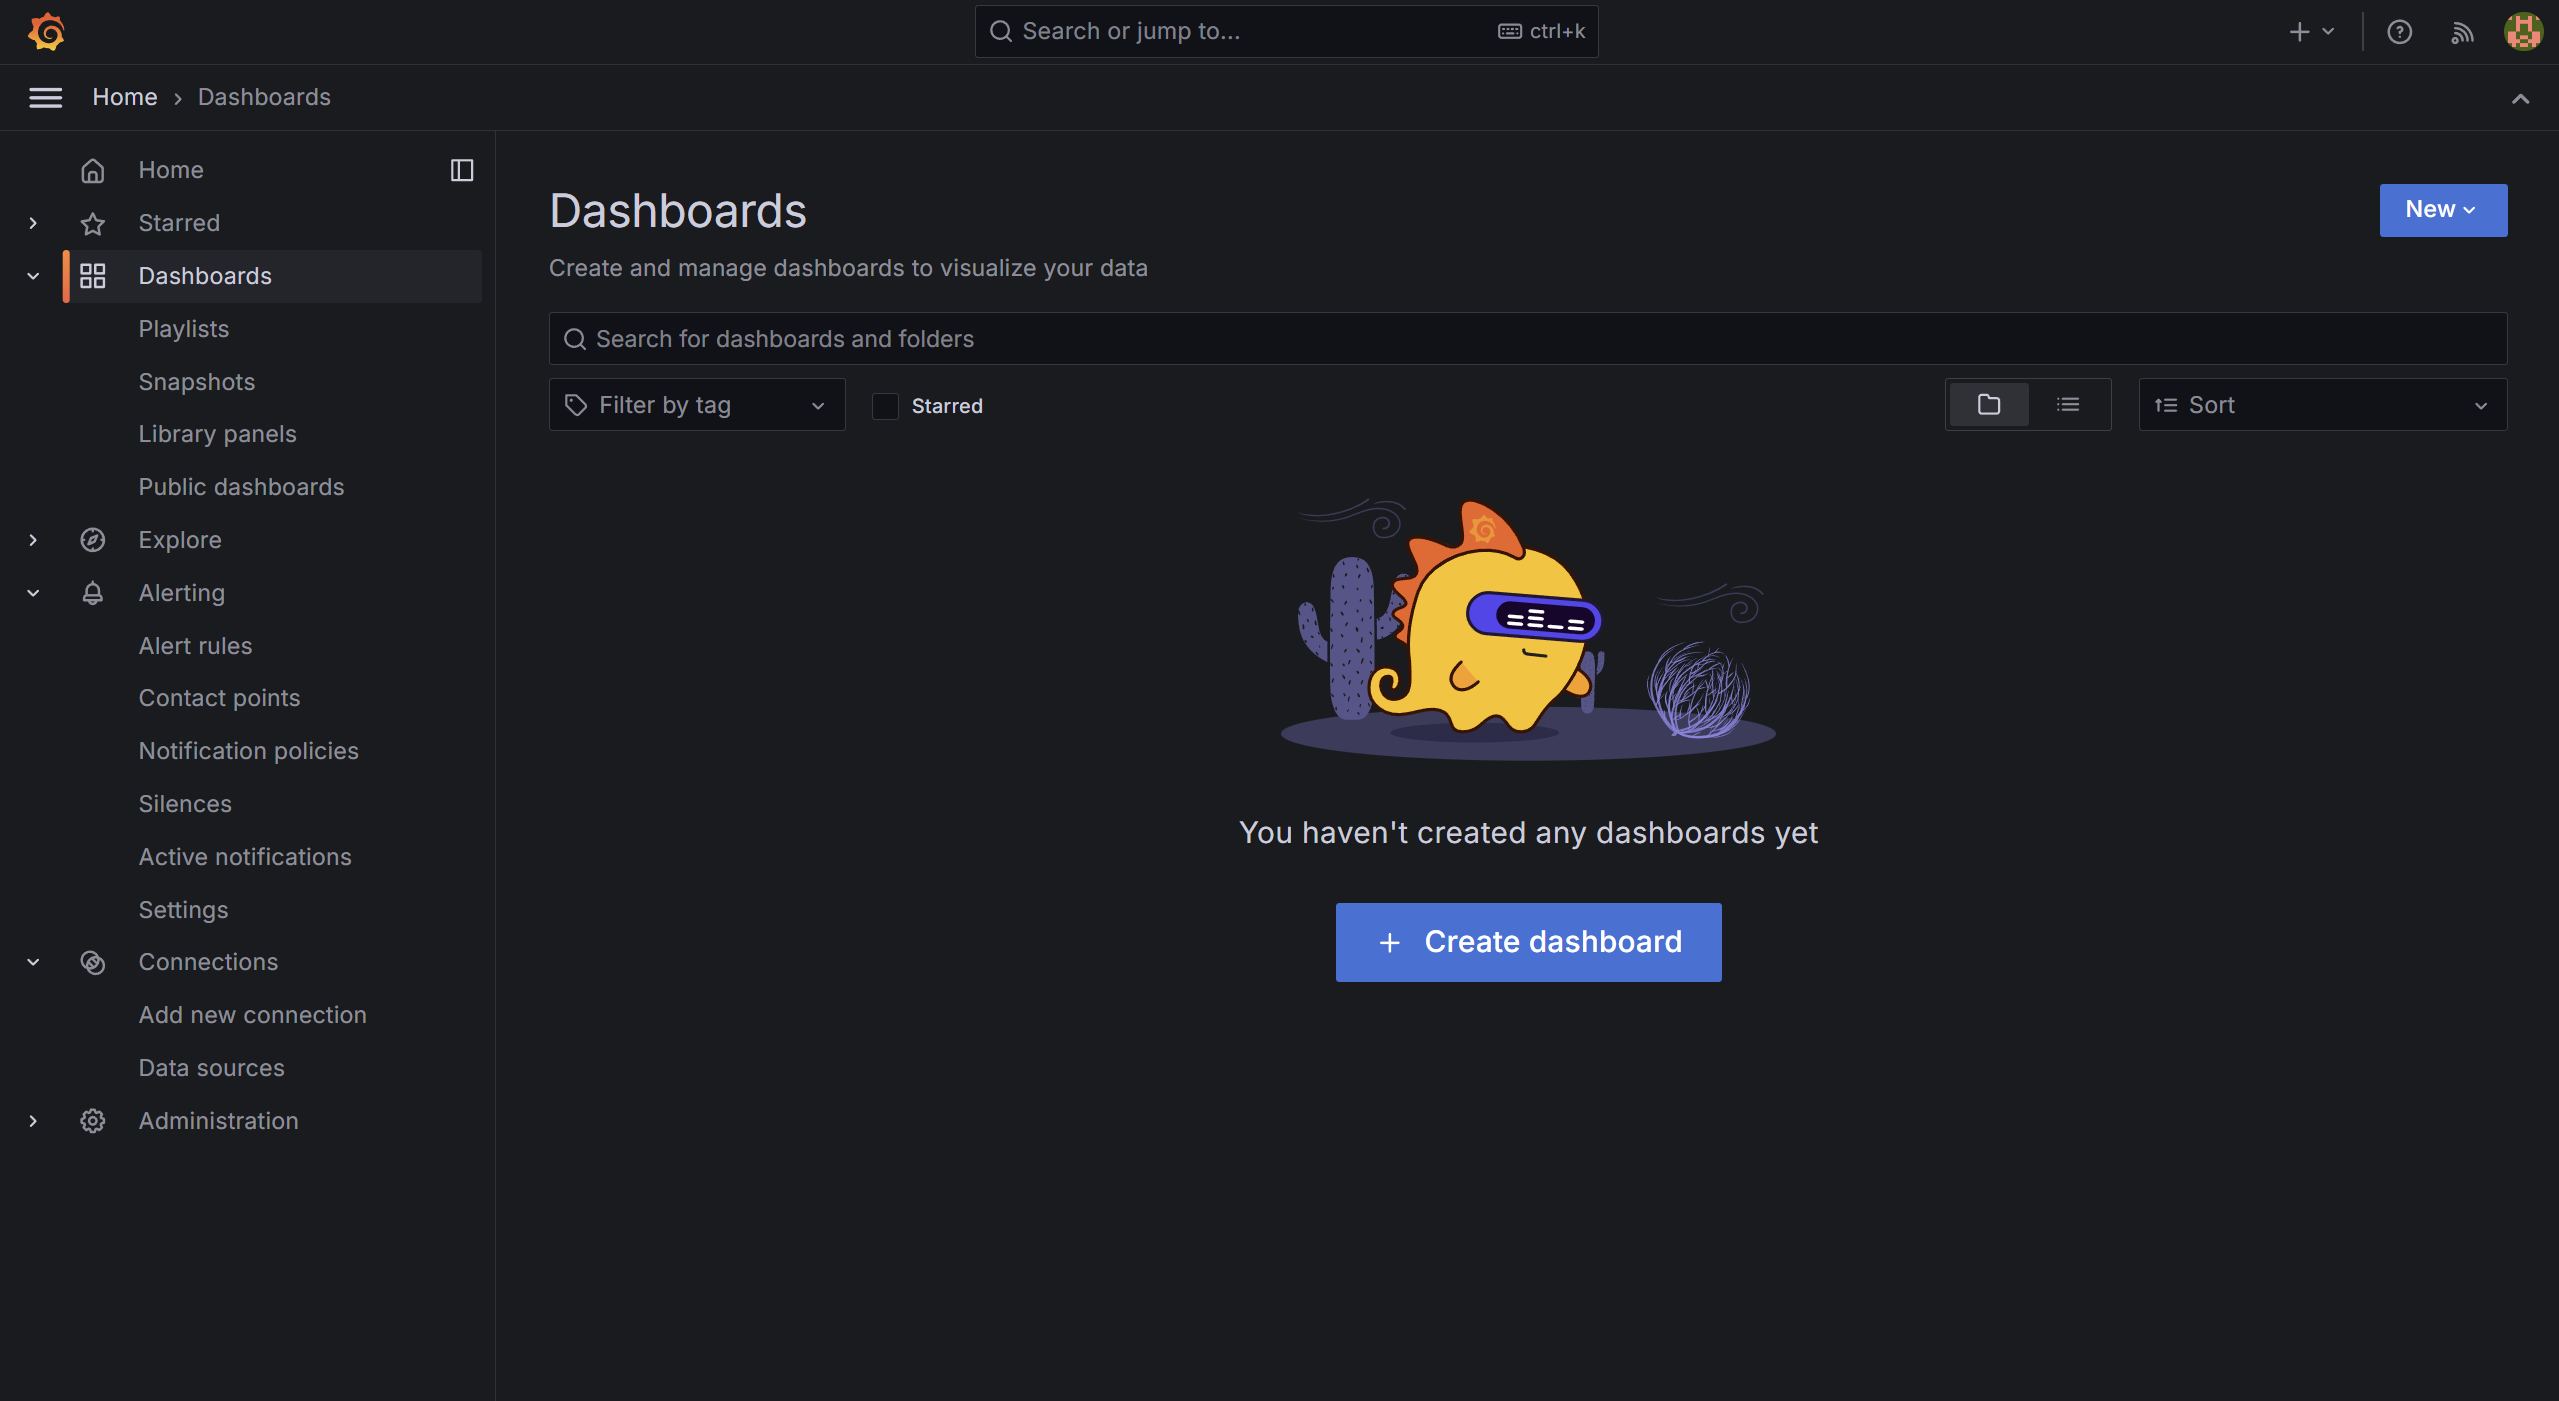 Search or jump to...
ctrl+k
Home
Dashboards
Home
Starred
Dashboards
Playlists
Snapshots
Library panels
Public dashboards
Explore
Alerting
Alert rules
Contact points
Notification policies
Silences
Active notifications
Settings
Connections
Add new connection
Data sources
Administration
Dashboards
New
Create and manage dashboards to visualize your data
Search for dashboards and folders
Filter by tag
Starred
Sort
You haven't created any dashboards yet
Create dashboard